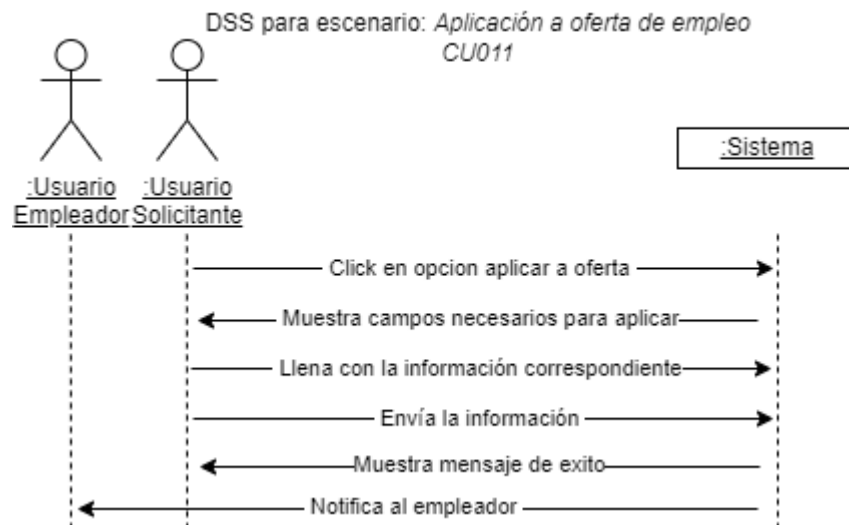 DSS para escenario: Aplicación a oferta de empleo
CU011
:Usuario
Empleador
:Usuario
Solicitante
:Sistema
Click en opcion aplicar a oferta
Muestra campos necesarios para aplicar
Llena con la información correspondiente
Envía la información
Muestra mensaje de exito
Notifica al empleador